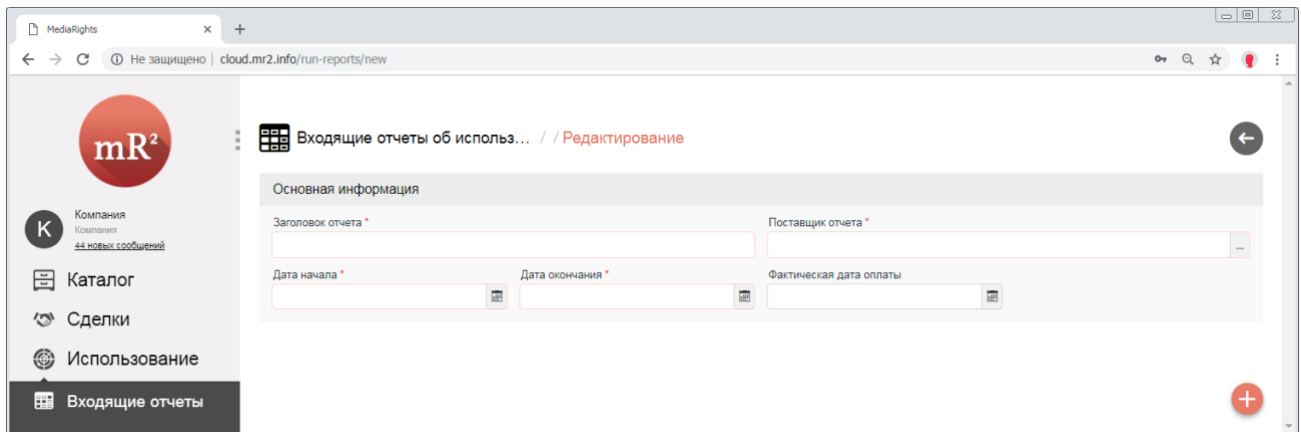 MediaRights
Не защищено | cloud.mr2.info/run-reports/new
mR²
К
Компания
Компания
44 новых сообщений
Каталог
Сделки
Использование
Входящие отчеты
Входящие отчеты об использ... / / Редактирование
Основная информация
Заголовок отчета * Поставщик отчета *
...
Дата начала * Дата окончания * Фактическая дата оплаты